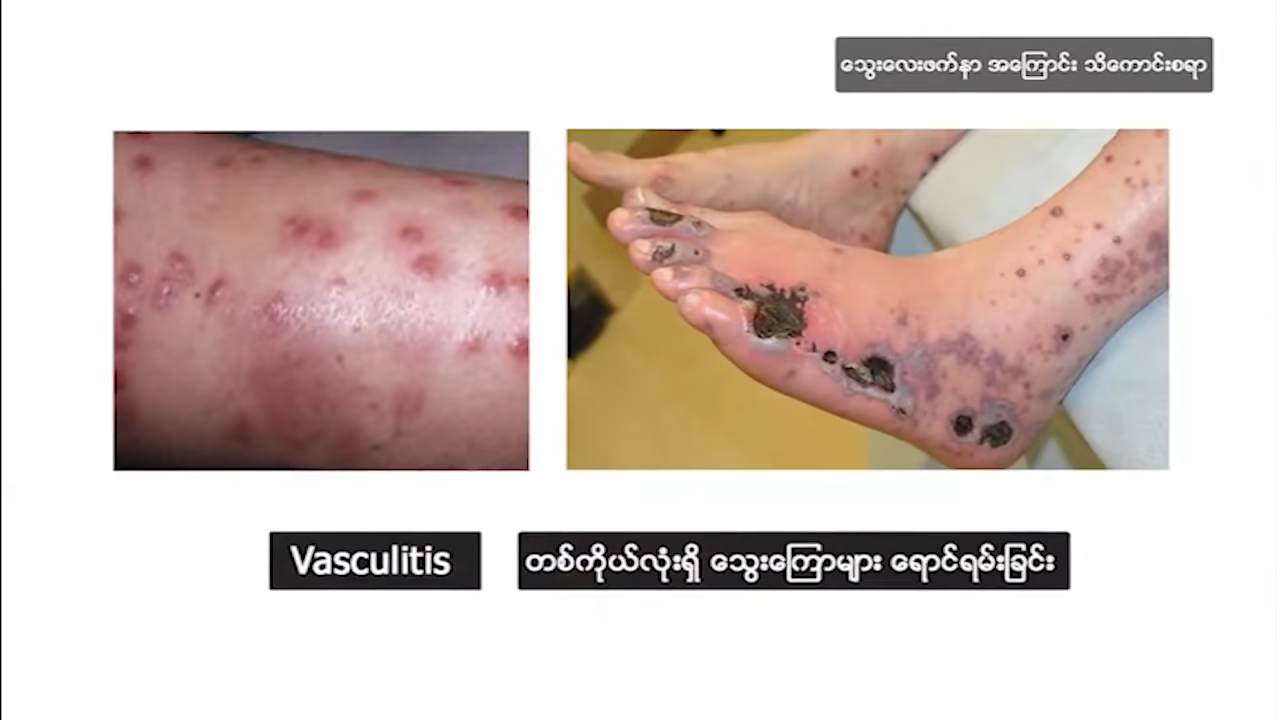 သွေးလေးဖက်နာ အကြောင်း သိကောင်းစရာ
Vasculitis
တစ်ကိုယ်လုံးရှိ သွေးကြောများ ရောင်ရမ်းခြင်း